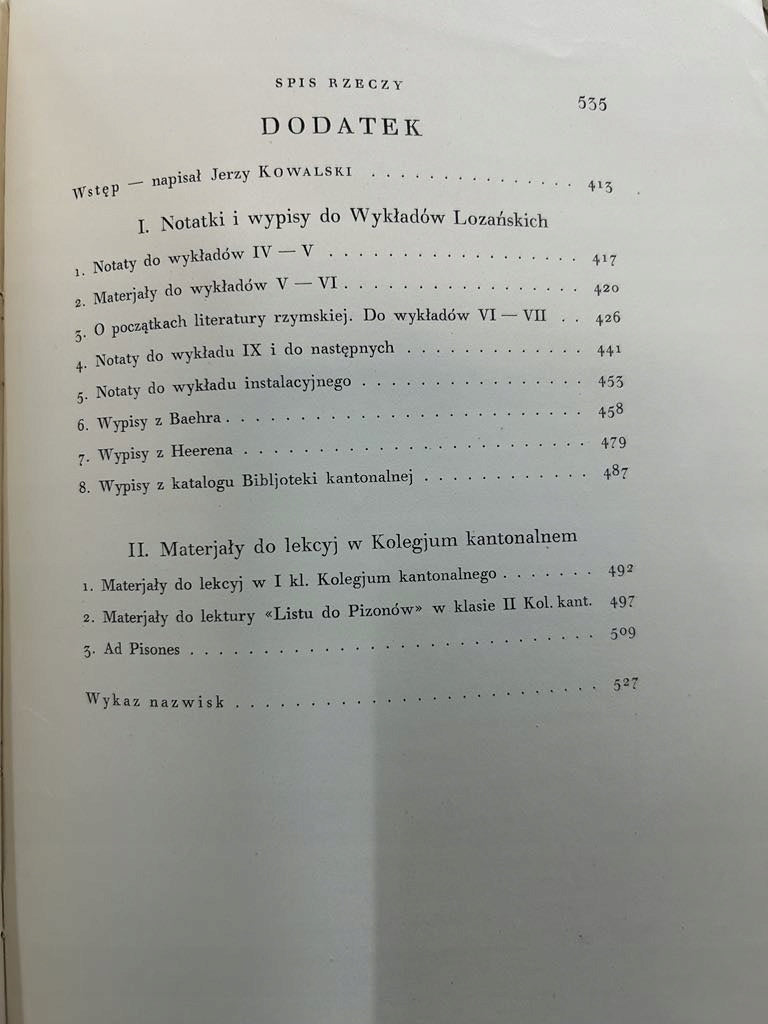 SPIS RZECZY
535
DODATEK
Wstęp — napisał Jerzy KOWALSKI . . . . . . . . . . . . . . . 413
I. Notatki i wypisy do Wykładów Lozańskich
1. Notaty do wykładów IV — V . . . . . . . . . . . . . . . . . 417
2. Materjały do wykładów V — VI . . . . . . . . . . . . . . . . 420
3. O początkach literatury rzymskiej. Do wykładów VI — VII . . 426
4. Notaty do wykładu IX i do następnych . . . . . . . . . . . . 441
5. Notaty do wykładu instalacyjnego . . . . . . . . . . . . . . . 453
6. Wypisy z Baehra . . . . . . . . . . . . . . . . . . . . . . . . 458
7. Wypisy z Heerena . . . . . . . . . . . . . . . . . . . . . . . 479
8. Wypisy z katalogu Bibljoteki kantonalnej . . . . . . . . . . . 487
II. Materjały do lekcyj w Kolegjum kantonalnem
1. Materjały do lekcyj w I kl. Kolegjum kantonalnego . . . . . . . 492
2. Materjały do lektury «Listu do Pizonów» w klasie II Kol. kant. 497
3. Ad Pisones . . . . . . . . . . . . . . . . . . . . . . . . . . . 509
Wykaz nazwisk . . . . . . . . . . . . . . . . . . . . . . . . . 527